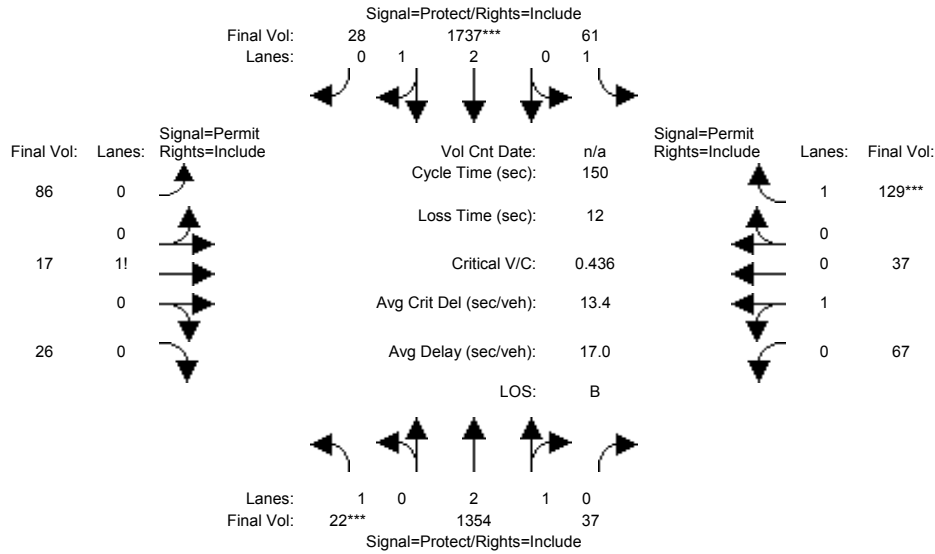 Signal=Protect/Rights=Include
Final Vol: 28 1737*** 61
Lanes: 0 1 2 0 1
Signal=Permit Signal=Permit
Final Vol: Lanes: Rights=Include Vol Cnt Date: n/a Rights=Include Lanes: Final Vol:
Cycle Time (sec): 150
86 0 1 129***
Loss Time (sec): 12
0 0
17 1! Critical V/C: 0.436 0 37
0 Avg Crit Del (sec/veh): 13.4 1
26 0 Avg Delay (sec/veh): 17.0 0 67
LOS: B
Lanes: 1 0 2 1 0
Final Vol: 22*** 1354 37
Signal=Protect/Rights=Include